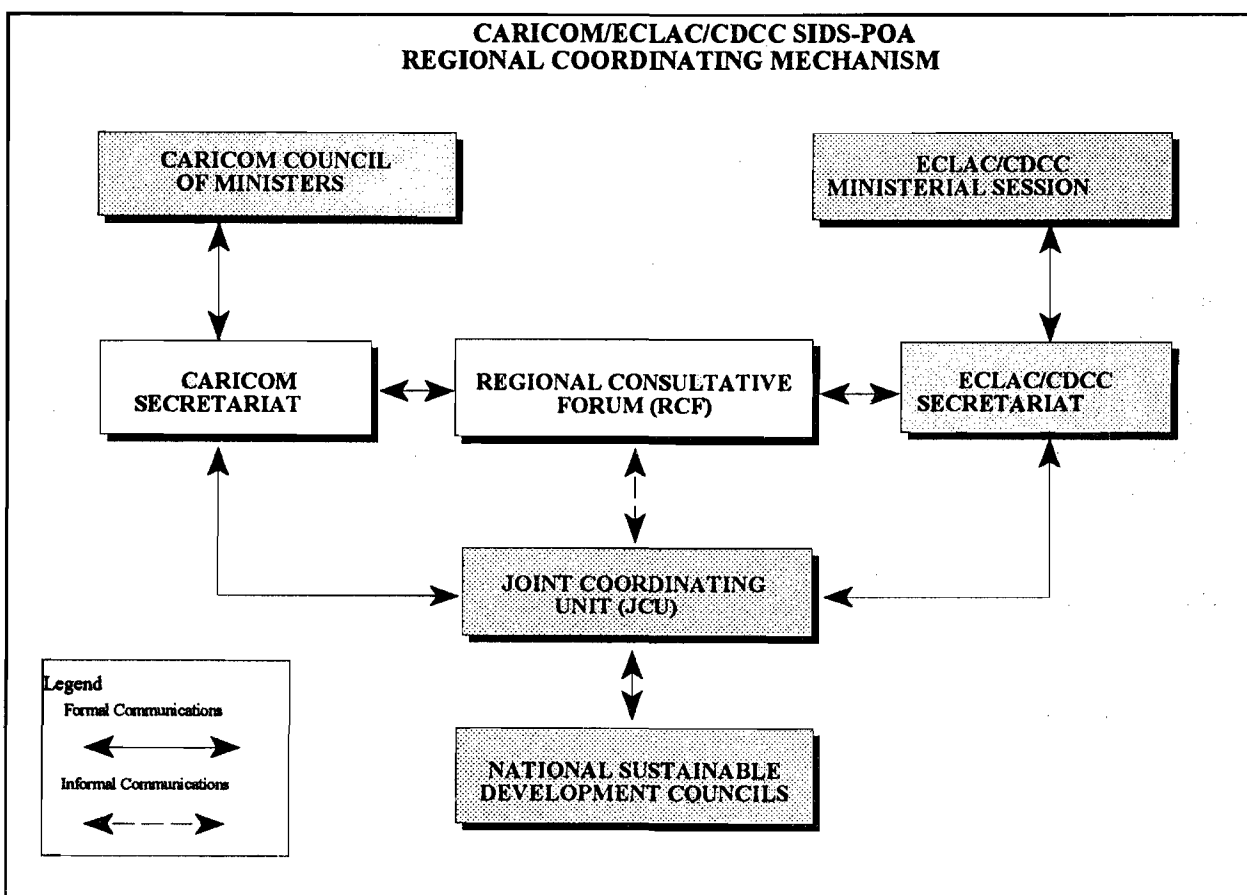 CARICOM/ECLAC/CDCC SIDS-POA
REGIONAL COORDINATING MECHANISM
CARICOM COUNCIL
OF MINISTERS
ECLAC/CDCC
MINISTERIAL SESSION
CARICOM
SECRETARIAT
REGIONAL CONSULTATIVE
FORUM (RCF)
ECLAC/CDCC
SECRETARIAT
JOINT COORDINATING
UNIT (JCU)
NATIONAL SUSTAINABLE
DEVELOPMENT COUNCILS
Legend
Formal Communications
Informal Communications